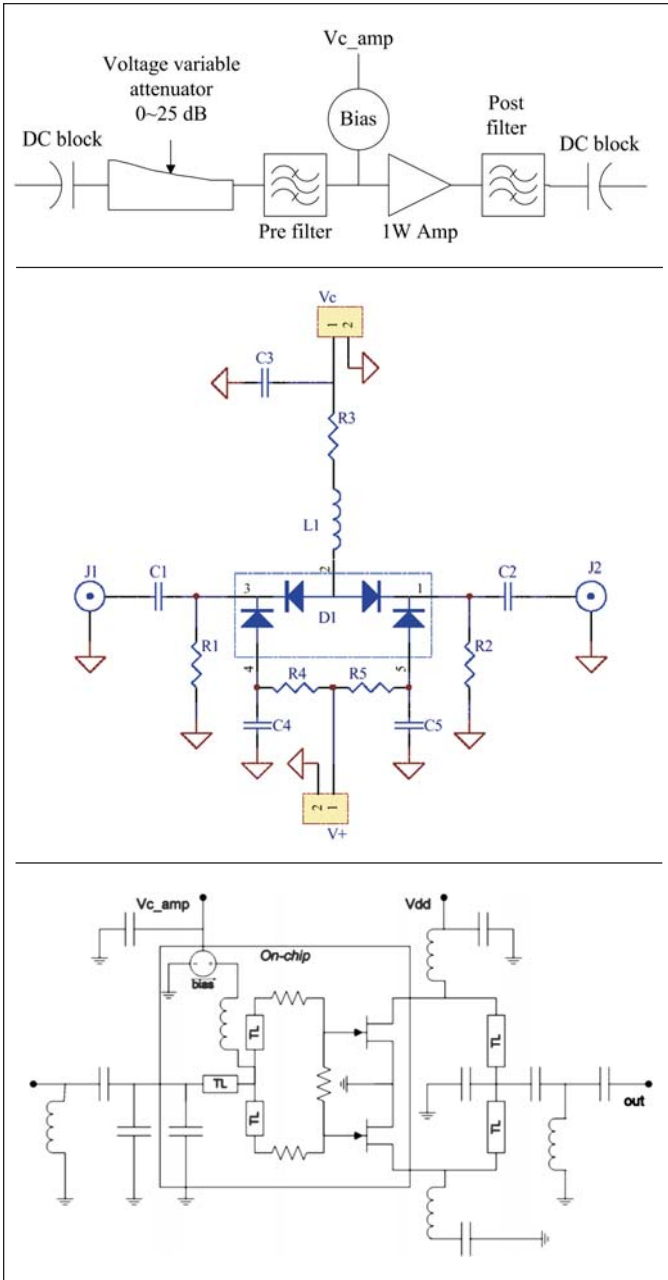 Vc_amp
Voltage variable
attenuator
0~25 dB
Bias
Post
filter
DC block
DC block
Pre filter
1W Amp
Vc
1
2
C3
R3
L1
2
J1
C1
3
1
C2
J2
D1
R1
4
R4
R5
5
R2
C4
C5
2
1
V+
Vc_amp
Vdd
On-chip
- +
bias
TL
TL
TL
TL
TL
out